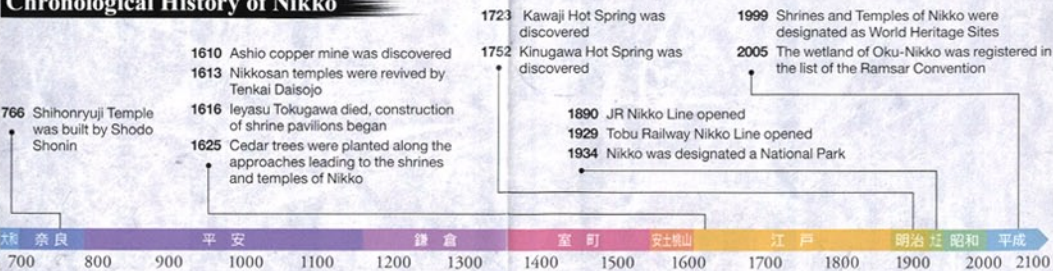 Chronological History of Nikko
766 Shihonryuji Temple
was built by Shodo
Shonin
1610 Ashio copper mine was discovered
1613 Nikkosan temples were revived by
Tenkai Daisojo
1616 Ieyasu Tokugawa died, construction
of shrine pavilions began
1625 Cedar trees were planted along the
approaches leading to the shrines
and temples of Nikko
1723 Kawaji Hot Spring was
discovered
1752 Kinugawa Hot Spring was
discovered
1890 JR Nikko Line opened
1929 Tobu Railway Nikko Line opened
1934 Nikko was designated a National Park
1999 Shrines and Temples of Nikko were
designated as World Heritage Sites
2005 The wetland of Oku-Nikko was registered in
the list of the Ramsar Convention
大和 奈良 平安 鎌倉 室町 安土桃山 江戸 明治 大正 昭和 平成
700 800 900 1000 1100 1200 1300 1400 1500 1600 1700 1800 1900 2000 2100